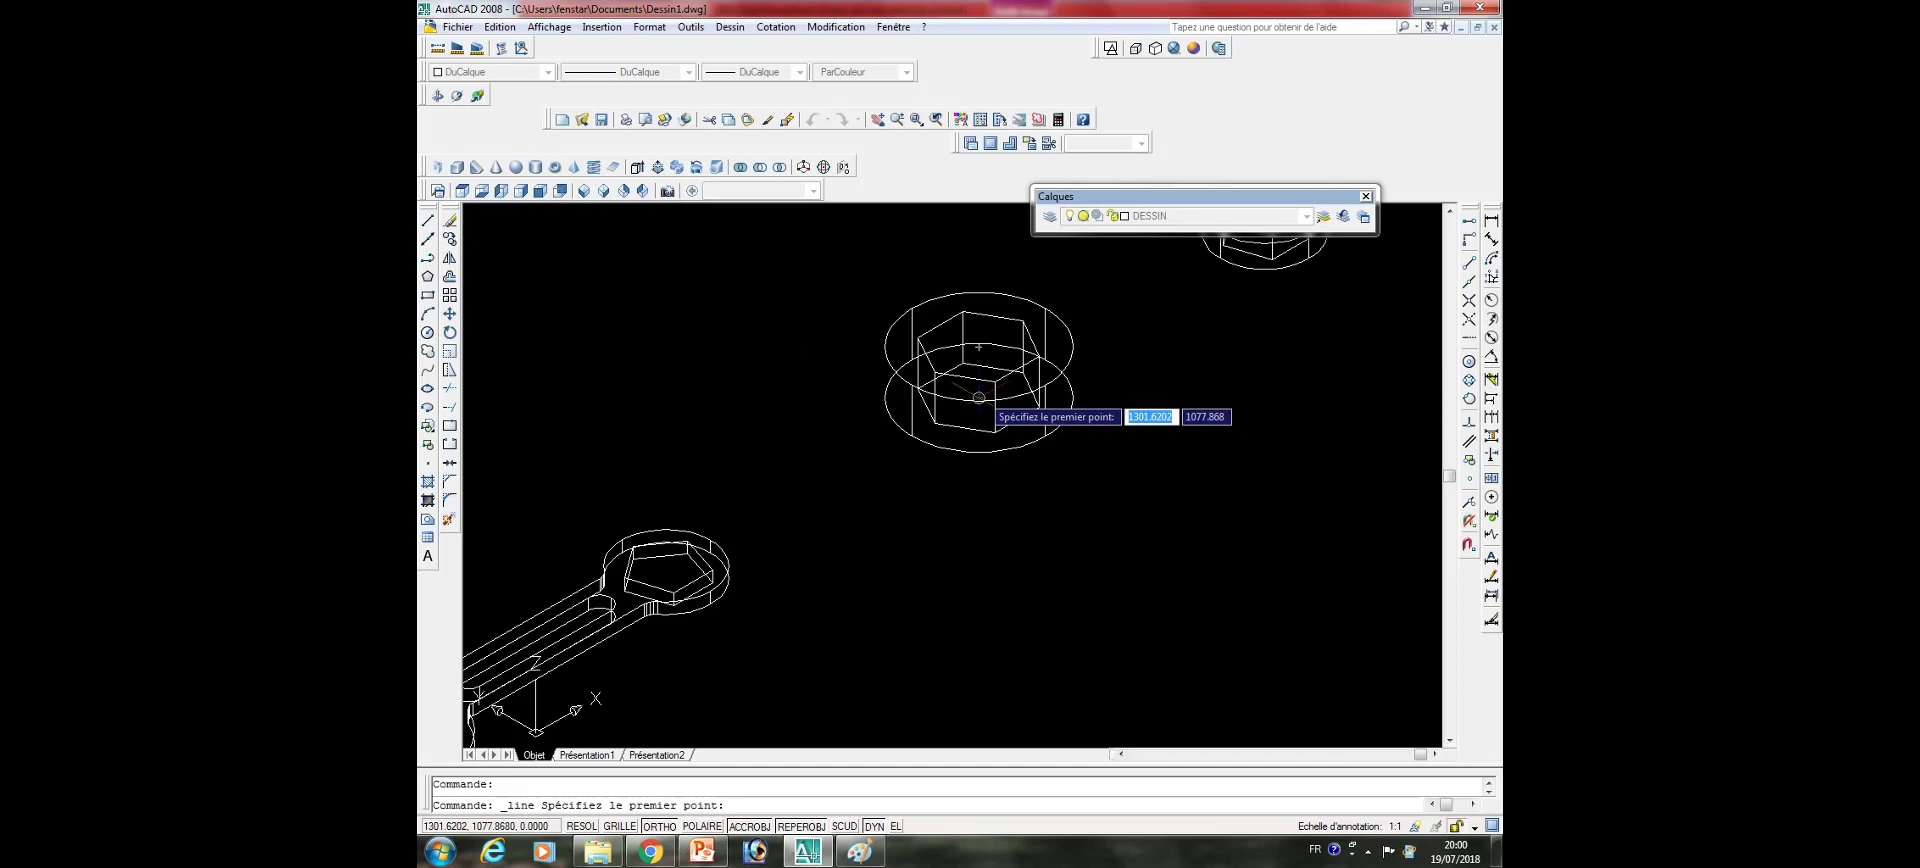 AutoCAD 2008 - [C:\Users\fenstar\Documents\Dessin1.dwg]
Fichier Edition Affichage Insertion Format Outils Dessin Cotation Modification Fenêtre ?
Tapez une question pour obtenir de l'aide
DuCalque DuCalque DuCalque ParCouleur
Calques
DESSIN
Spécifiez le premier point: 1301.6202 1077.868
A
Z
X
Objet Présentation1 Présentation2
Commande:
Commande: _line Spécifiez le premier point:
1301.6202, 1077.8680, 0.0000 RESOL GRILLE ORTHO POLAIRE ACCROBJ REPEROBJ SCUD DYN EL
Echelle d'annotation: 1:1
FR
20:00
19/07/2018